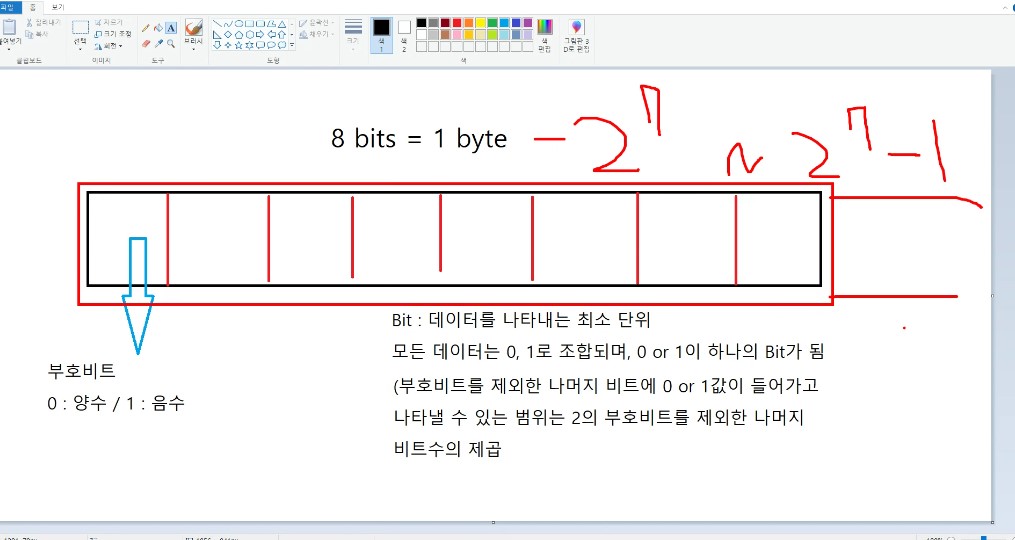 파일
홈
보기
붙여넣기
잘라내기
복사
클립보드
선택
자르기
크기 조정
회전
이미지
A
도구
브러시
윤곽선
채우기
도형
크기
색
1
색
2
색
편집
그림판 3
D로 편집
색
8 bits = 1 byte
-2^7 ~ 2^7-1
Bit : 데이터를 나타내는 최소 단위
모든 데이터는 0, 1로 조합되며, 0 or 1이 하나의 Bit가 됨
(부호비트를 제외한 나머지 비트에 0 or 1값이 들어가고
나타낼 수 있는 범위는 2의 부호비트를 제외한 나머지
비트수의 제곱
부호비트
0 : 양수 / 1 : 음수